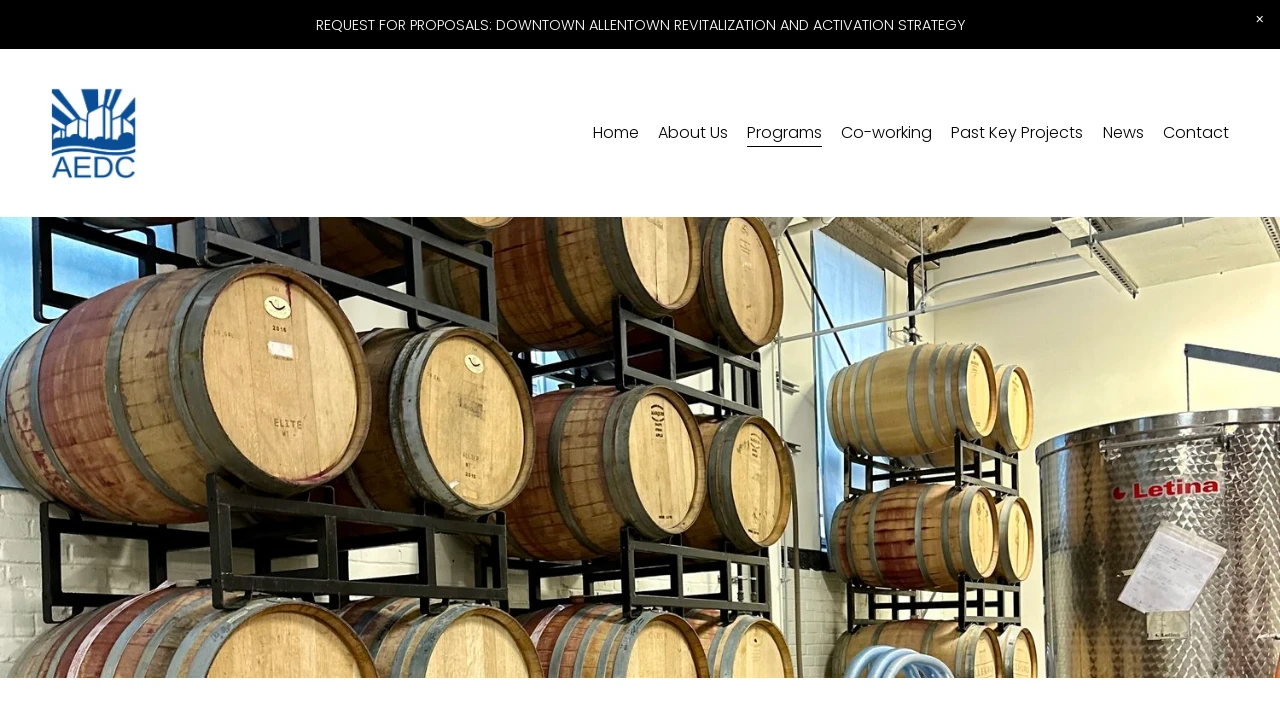 REQUEST FOR PROPOSALS: DOWNTOWN ALLENTOWN REVITALIZATION AND ACTIVATION STRATEGY
×
AEDC
Home About Us Programs Co-working Past Key Projects News Contact
2016
ELITE
Letina